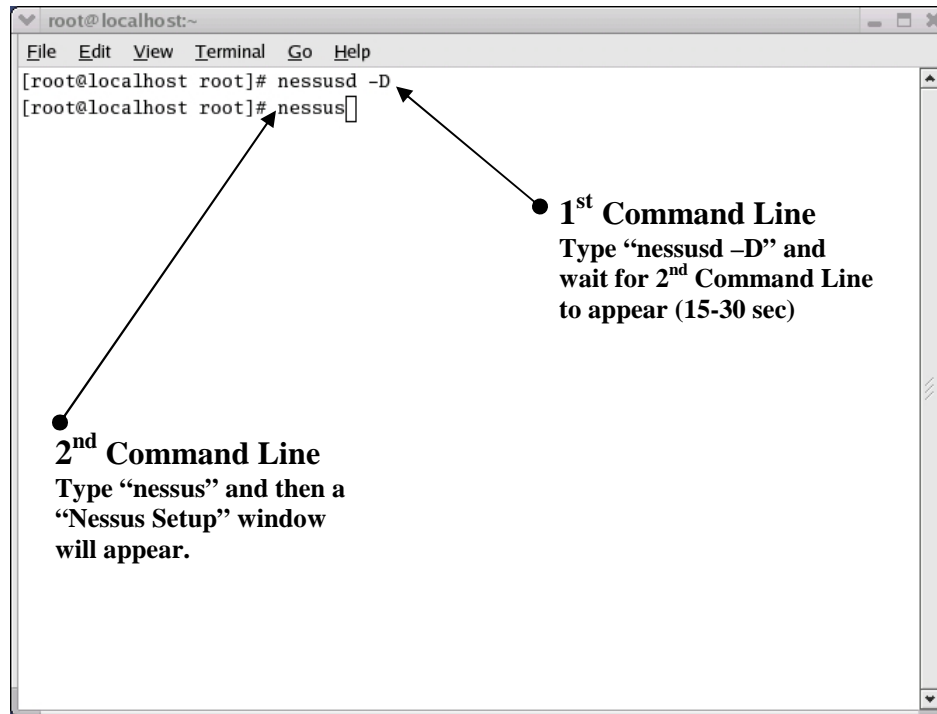 root@localhost:~
File Edit View Terminal Go Help
[root@localhost root]# nessusd -D
[root@localhost root]# nessus
1st Command Line
Type “nessusd –D” and
wait for 2nd Command Line
to appear (15-30 sec)
2nd Command Line
Type “nessus” and then a
“Nessus Setup” window
will appear.